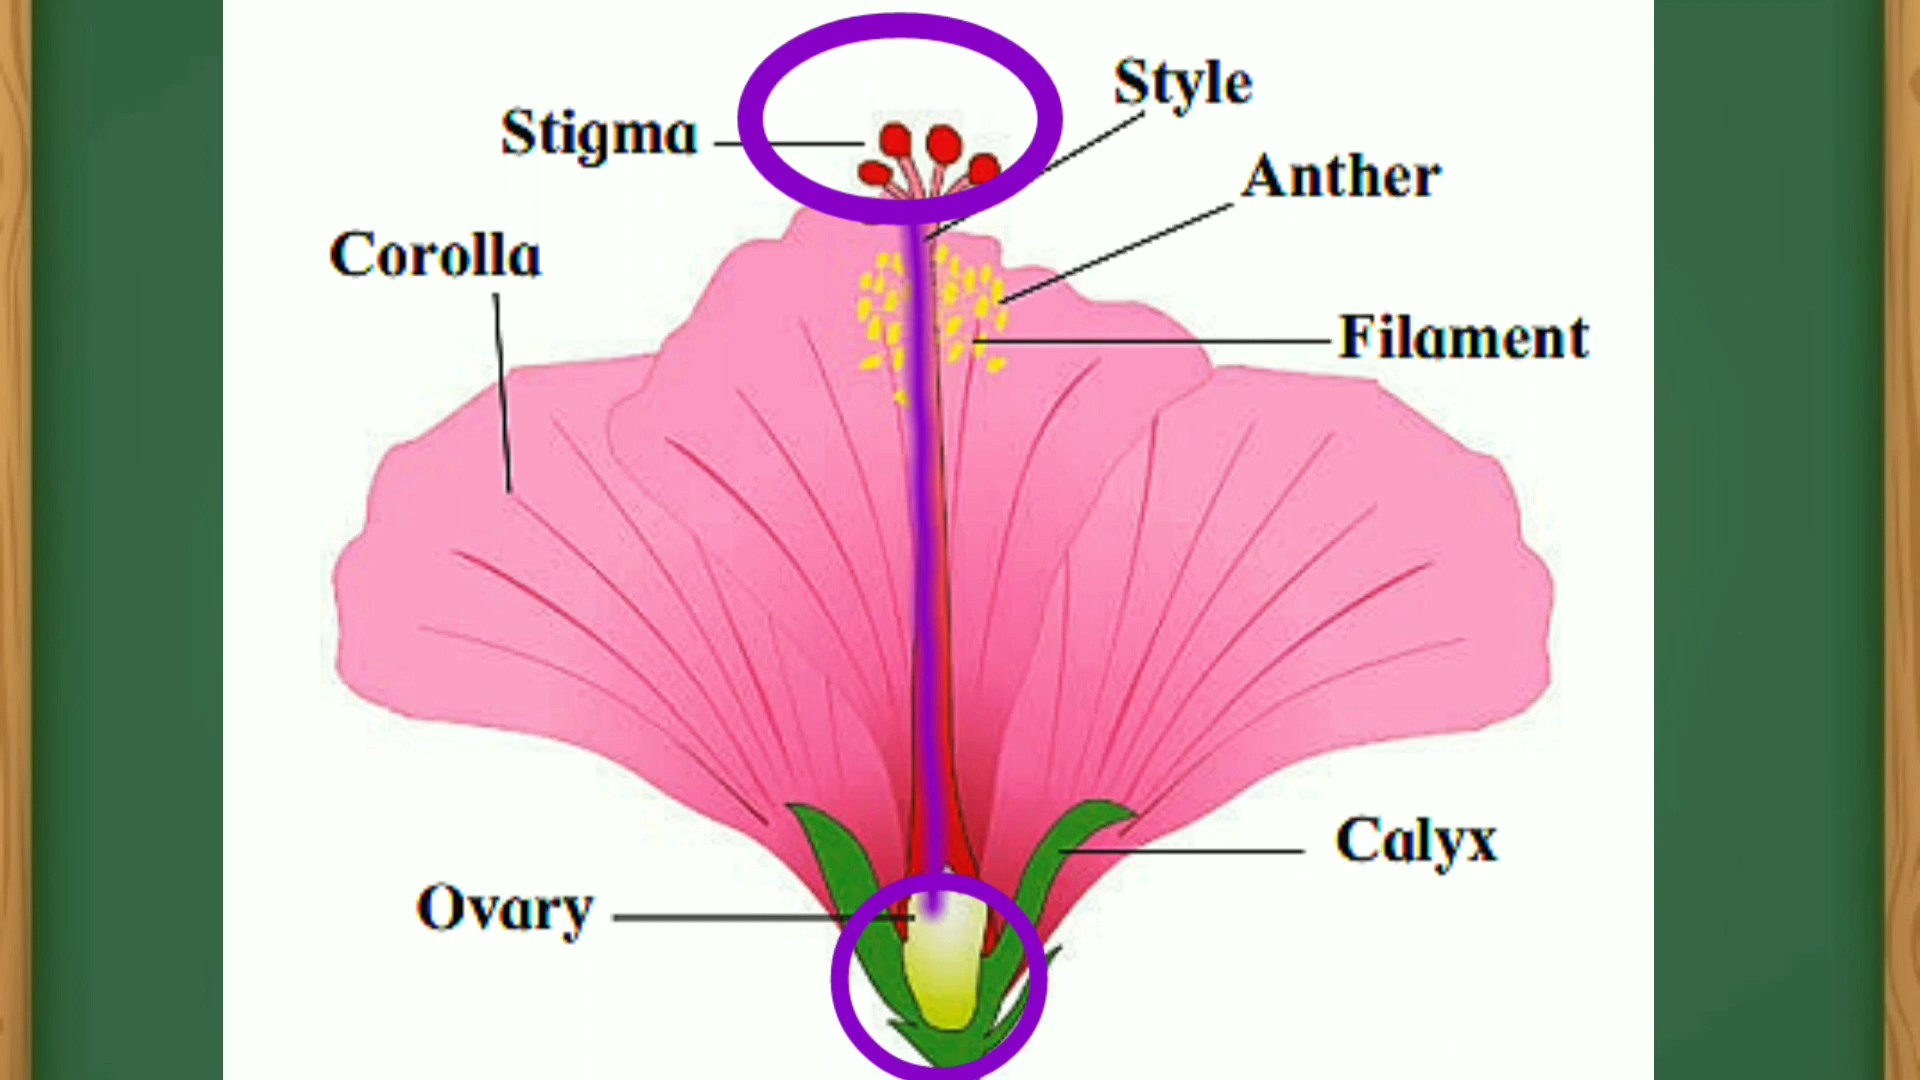 Style
Stigma
Anther
Corolla
Filament
Calyx
Ovary